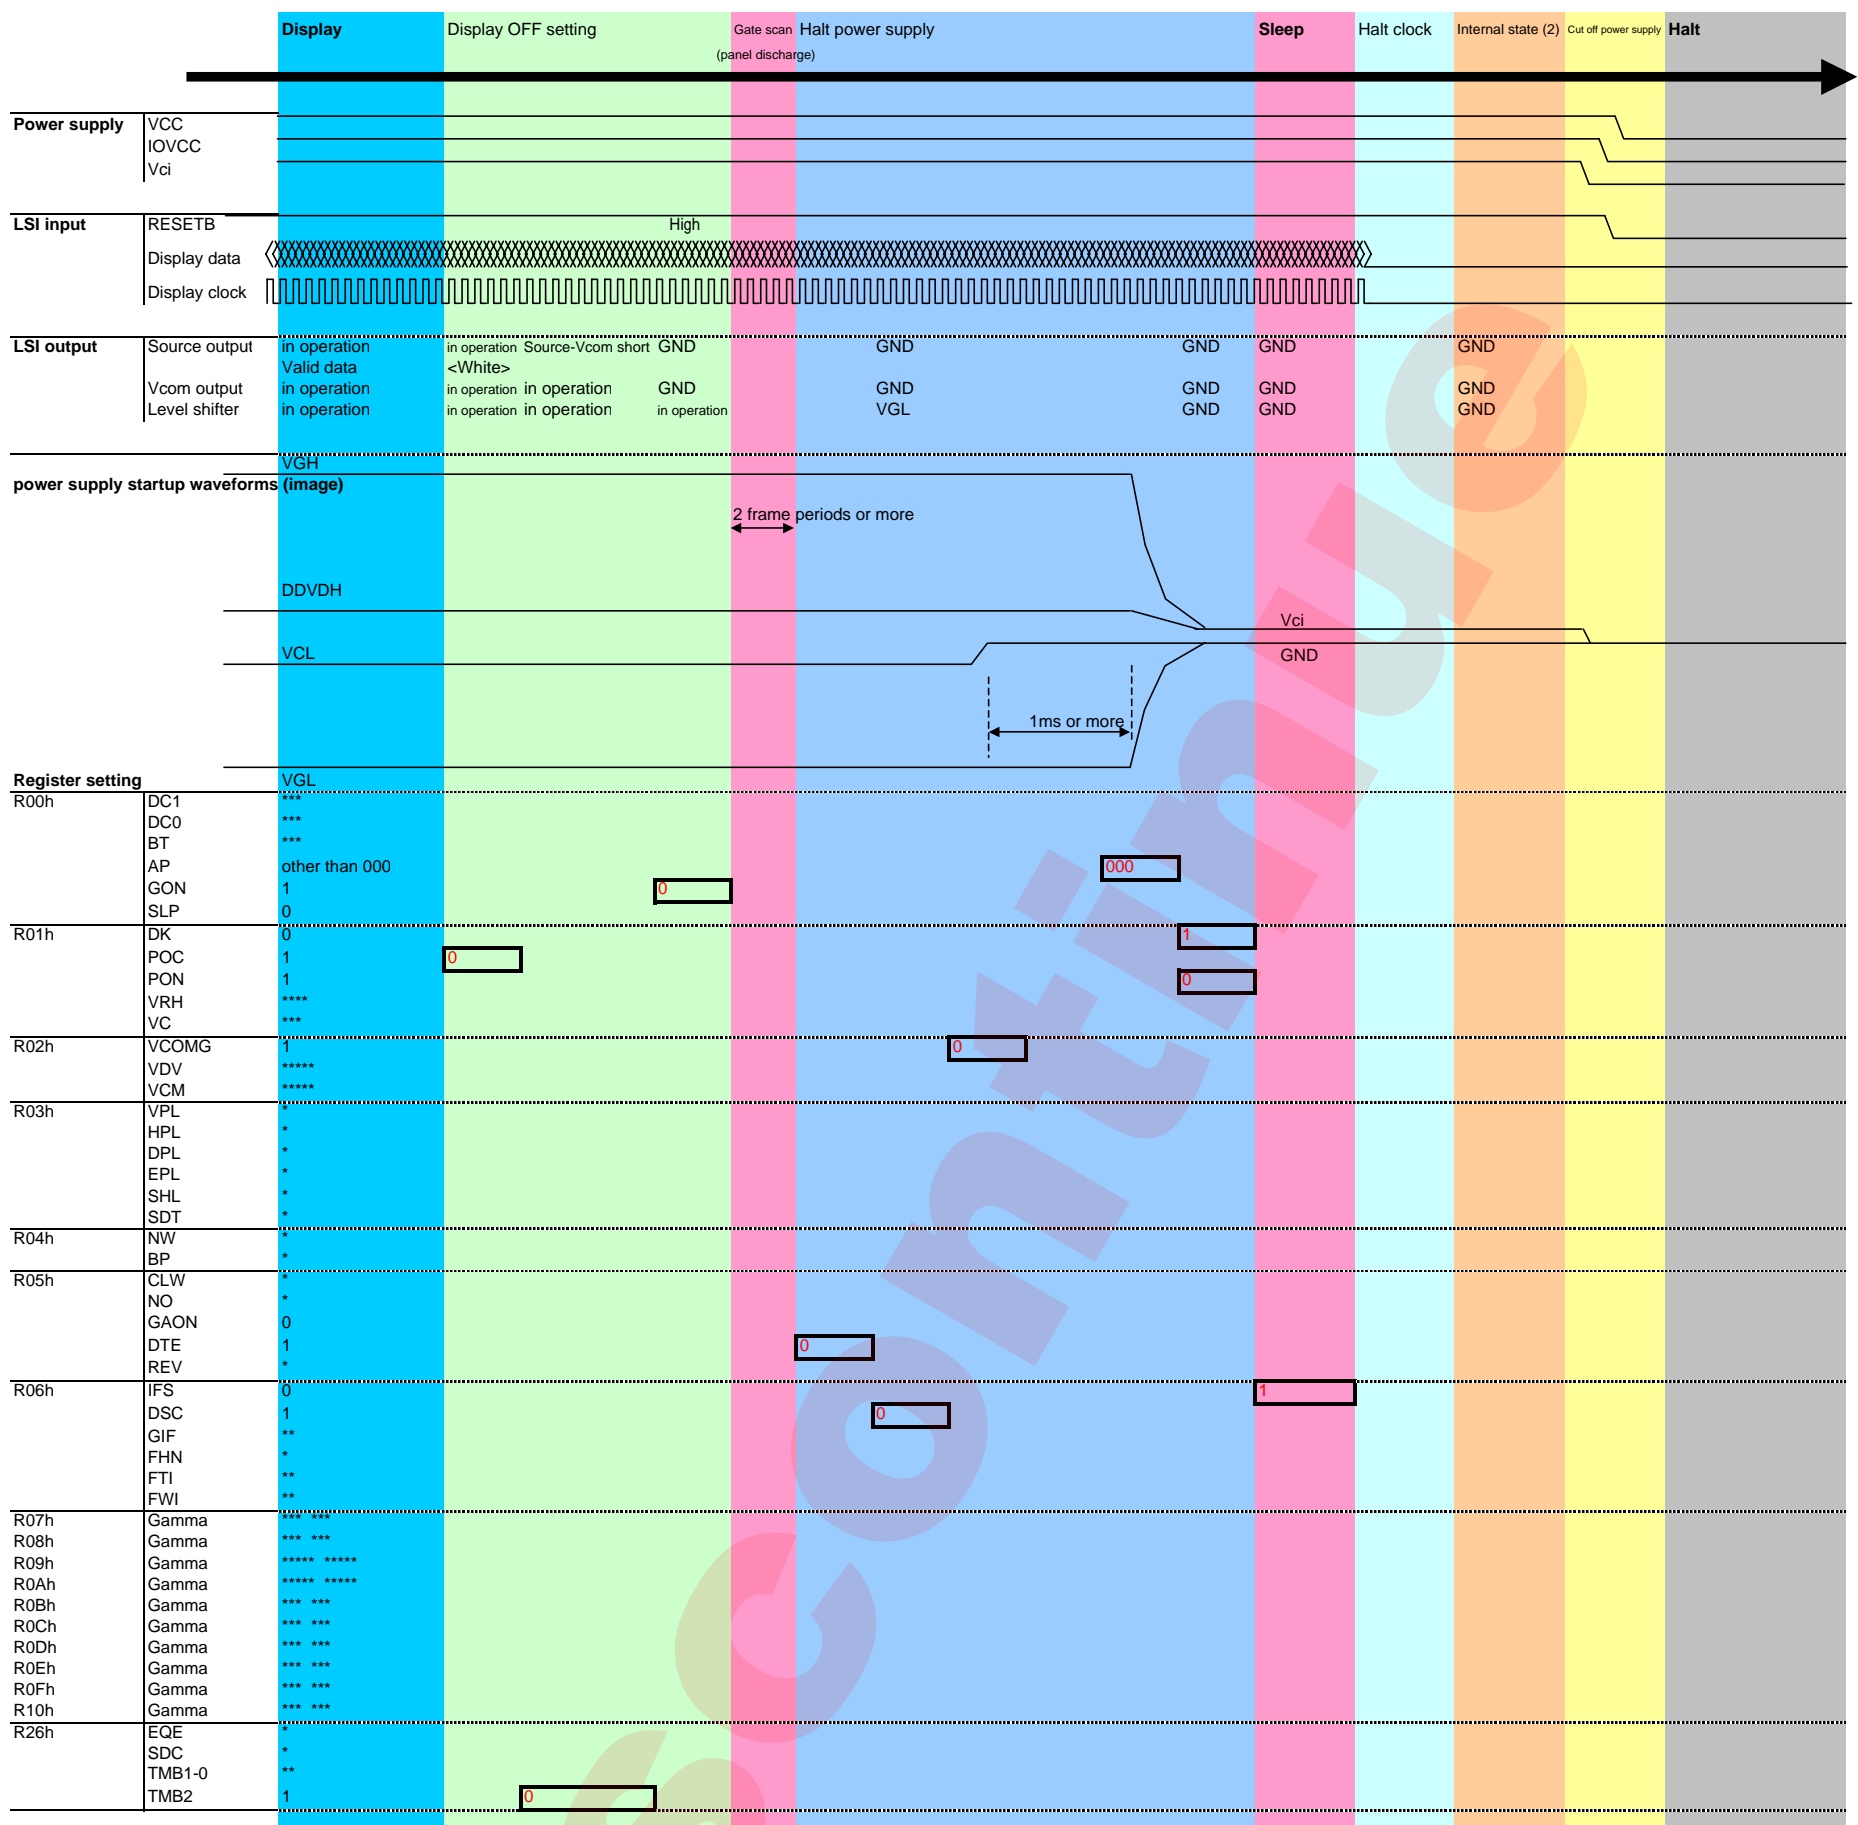 Display Display OFF setting Gate scan Halt power supply Sleep Halt clock Internal state (2) Cut off power supply Halt
(panel discharge)
Power supply VCC
IOVCC
Vci
LSI input RESETB High
Display data
Display clock
LSI output Source output in operation in operation Source-Vcom short GND GND GND GND GND
Valid data <White>
Vcom output in operation in operation in operation GND GND GND GND GND
Level shifter in operation in operation in operation in operation VGL GND GND GND
VGH
power supply startup waveforms (image)
2 frame periods or more
DDVDH
Vci
VCL
GND
1ms or more
Register setting VGL
R00h DC1 ***
DC0 ***
BT ***
AP other than 000 000
GON 1 0
SLP 0
R01h DK 0 1
POC 1 0
PON 1 0
VRH ****
VC ***
R02h VCOMG 1 0
VDV *****
VCM *****
R03h VPL *
HPL *
DPL *
EPL *
SHL *
SDT *
R04h NW *
BP *
R05h CLW *
NO *
GAON 0
DTE 1 0
REV *
R06h IFS 0 1
DSC 1 0
GIF **
FHN *
FTI **
FWI **
R07h Gamma *** ***
R08h Gamma *** ***
R09h Gamma ***** *****
R0Ah Gamma ***** *****
R0Bh Gamma *** ***
R0Ch Gamma *** ***
R0Dh Gamma *** ***
R0Eh Gamma *** ***
R0Fh Gamma *** ***
R10h Gamma *** ***
R26h EQE *
SDC *
TMB1-0 **
TMB2 1 0
scontinue